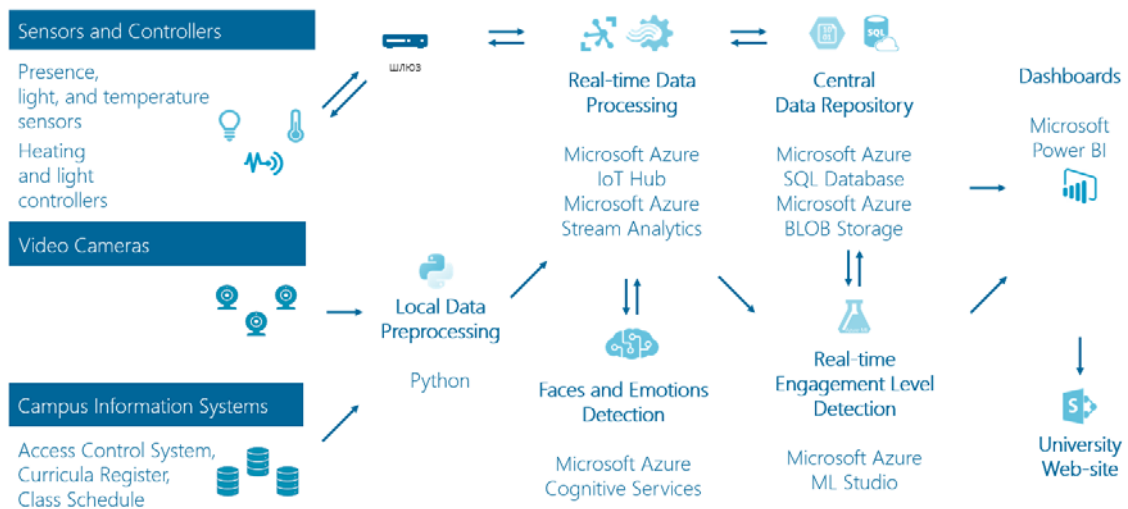 Sensors and Controllers
Presence,
light, and temperature
sensors
Heating
and light
controllers
Video Cameras
Campus Information Systems
Access Control System,
Curricula Register,
Class Schedule
шлюз
Local Data
Preprocessing
Python
Real-time Data
Processing
Microsoft Azure
IoT Hub
Microsoft Azure
Stream Analytics
Faces and Emotions
Detection
Microsoft Azure
Cognitive Services
10
01
SQL
Central
Data Repository
Microsoft Azure
SQL Database
Microsoft Azure
BLOB Storage
Real-time
Engagement Level
Detection
Microsoft Azure
ML Studio
Dashboards
Microsoft
Power BI
S
University
Web-site